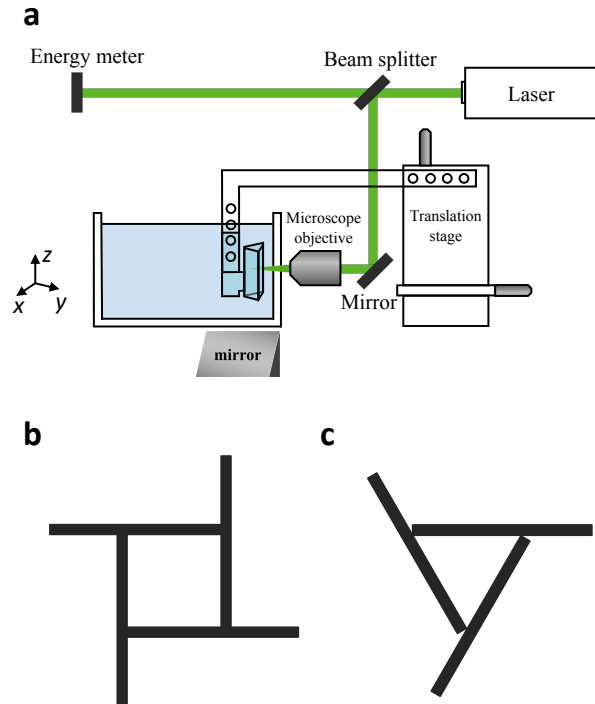 a
Energy meter
Beam splitter
Laser
Microscope
objective
Translation
stage
z
x
y
Mirror
mirror
b
c